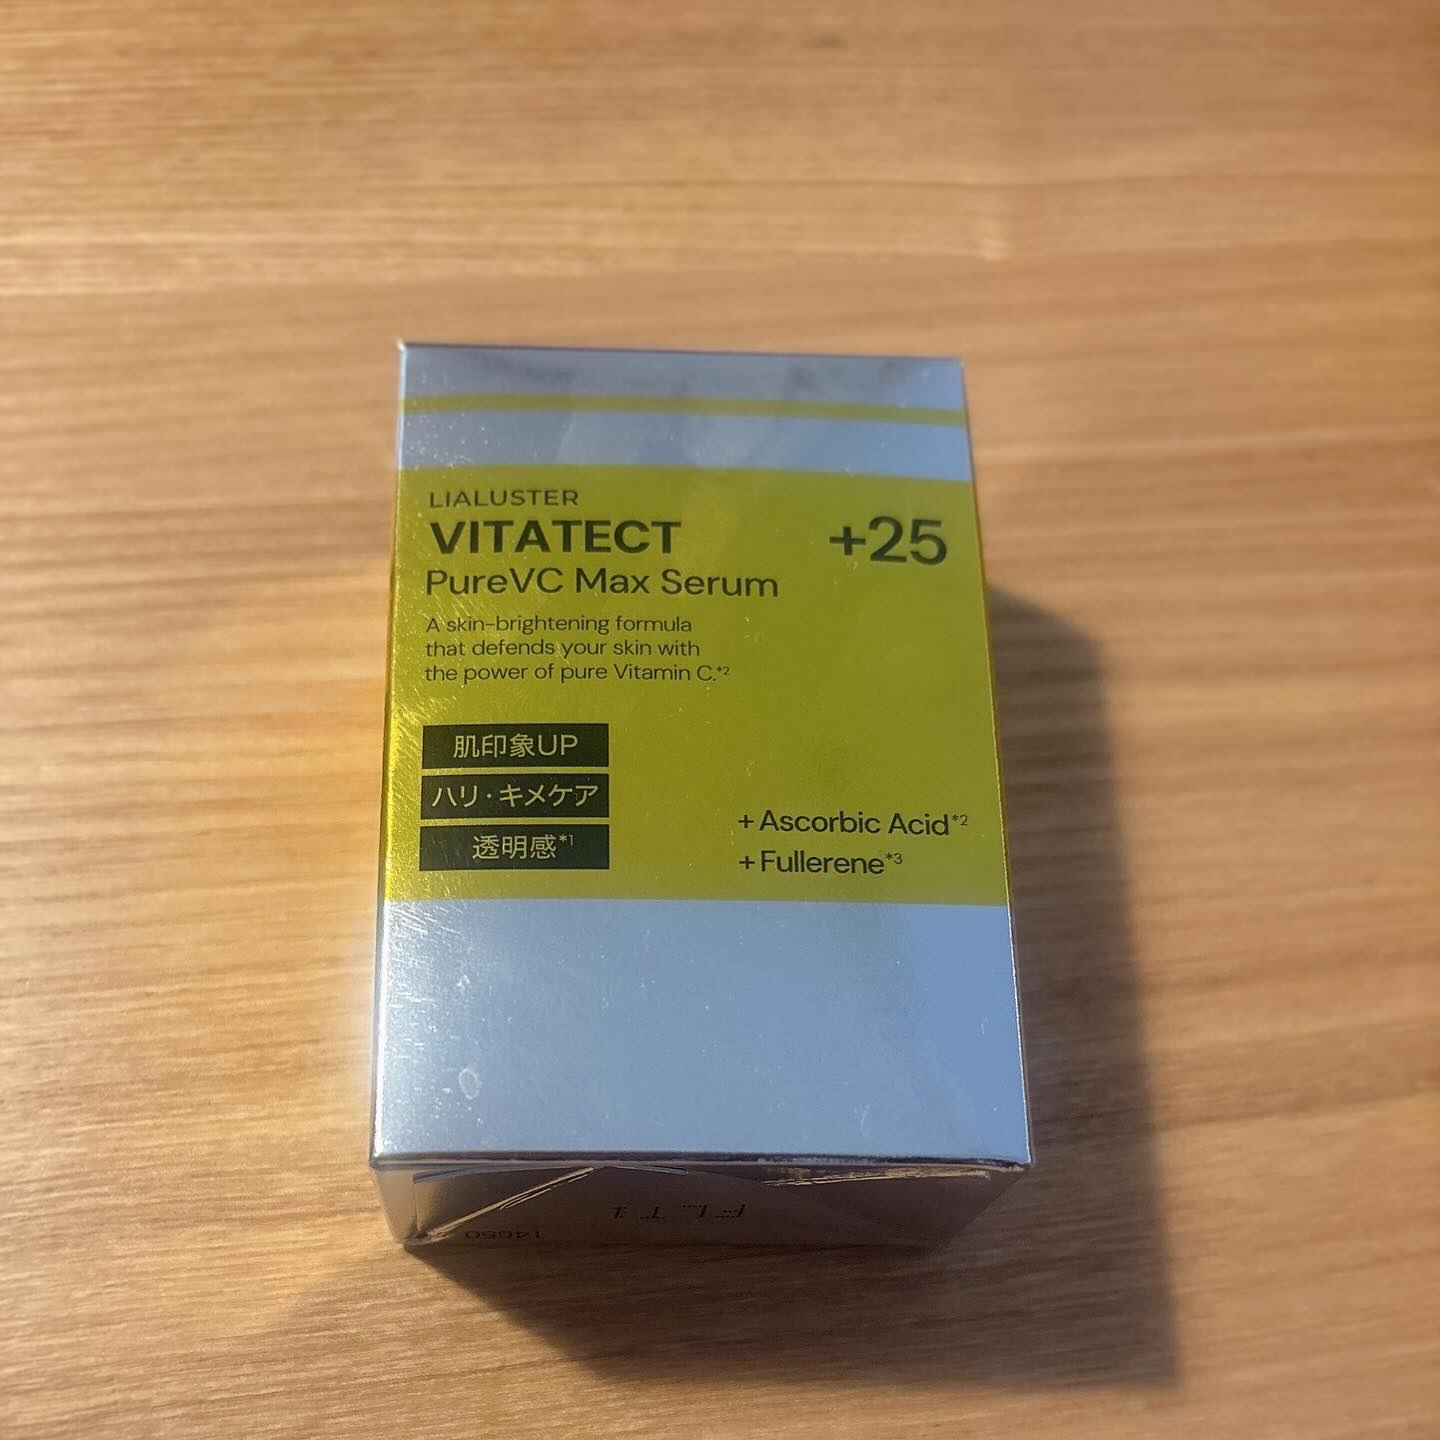 LIALUSTER
VITATECT
+25
PureVC Max Serum
A skin-brightening formula
that defends your skin with
the power of pure Vitamin C.*2
肌印象UP
ハリ・キメケア
透明感*1
+Ascorbic Acid*2
+Fullerene*3
14650